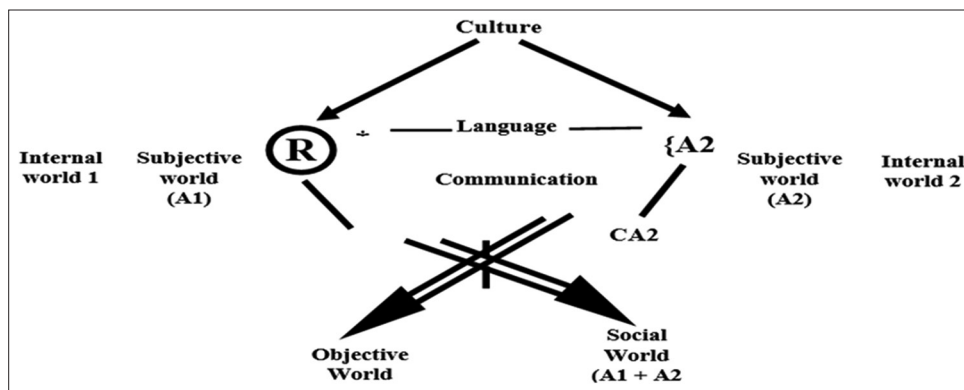 Culture
R
÷
Language
{A2
Internal
world 1
Subjective
world
(A1)
Communication
Subjective
world
(A2)
Internal
world 2
CA2
Objective
World
Social
World
(A1 + A2